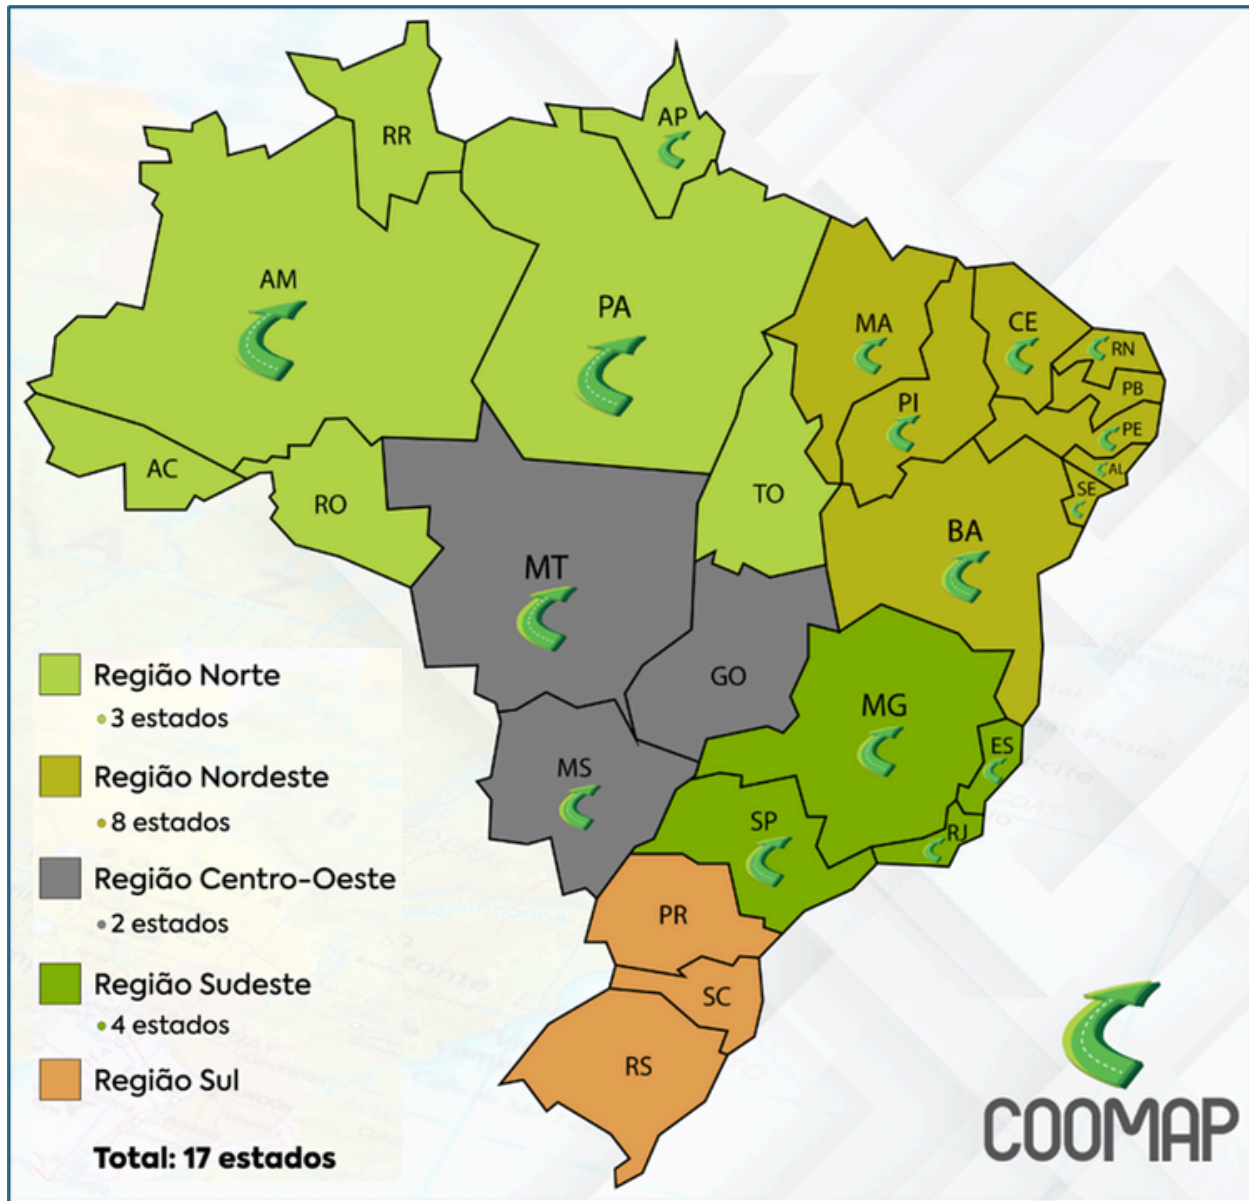 RR
AP
AM
PA
MA
CE
RN
PB
PI
PE
AL
SE
AC
RO
TO
BA
MT
GO
MG
ES
MS
SP
RJ
PR
SC
RS
Região Norte
• 3 estados
Região Nordeste
• 8 estados
Região Centro-Oeste
• 2 estados
Região Sudeste
• 4 estados
Região Sul
Total: 17 estados
COOMAP